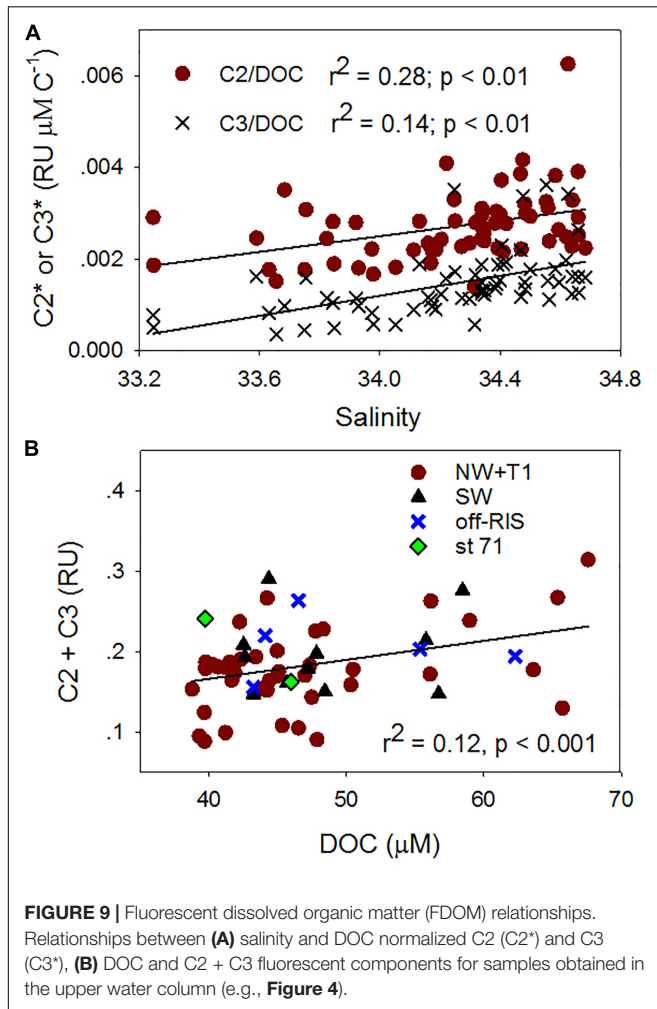 A
C2/DOC r² = 0.28; p < 0.01
C3/DOC r² = 0.14; p < 0.01
C2* or C3* (RU µM C⁻¹)
.006
0.004
0.002
0.000
33.2 33.6 34.0 34.4 34.8
Salinity
B
NW+T1
SW
off-RIS
st 71
C2 + C3 (RU)
.4
0.3
0.2
0.1
r² = 0.12, p < 0.001
40 50 60 70
DOC (µM)
FIGURE 9 | Fluorescent dissolved organic matter (FDOM) relationships.
Relationships between (A) salinity and DOC normalized C2 (C2*) and C3
(C3*), (B) DOC and C2 + C3 fluorescent components for samples obtained in
the upper water column (e.g., Figure 4).